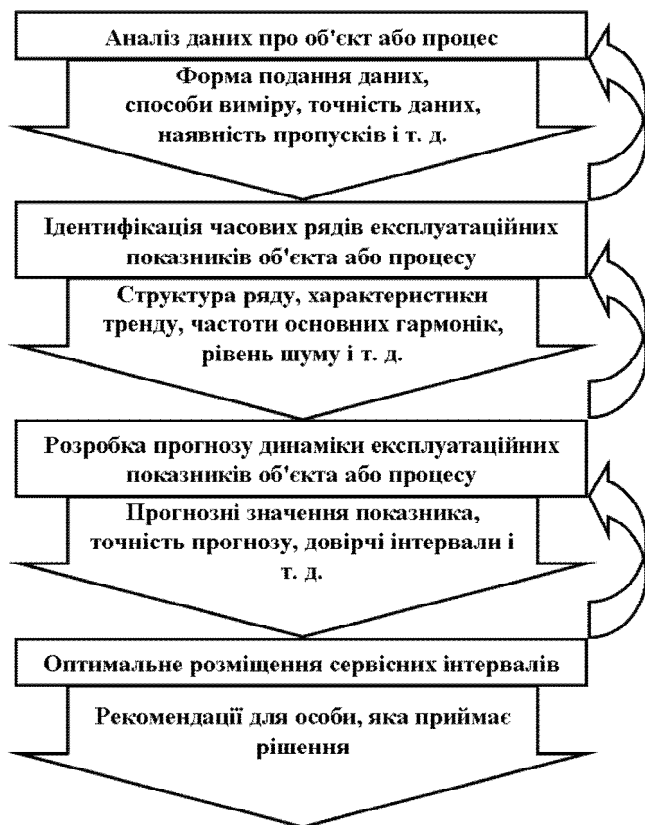 Аналіз даних про об'єкт або процес
Форма подання даних,
способи виміру, точність даних,
наявність пропусків і т. д.
Ідентифікація часових рядів експлуатаційних
показників об'єкта або процесу
Структура ряду, характеристики
тренду, частоти основних гармонік,
рівень шуму і т. д.
Розробка прогнозу динаміки експлуатаційних
показників об'єкта або процесу
Прогнозні значення показника,
точність прогнозу, довірчі інтервали і
т. д.
Оптимальне розміщення сервісних інтервалів
Рекомендації для особи, яка приймає
рішення